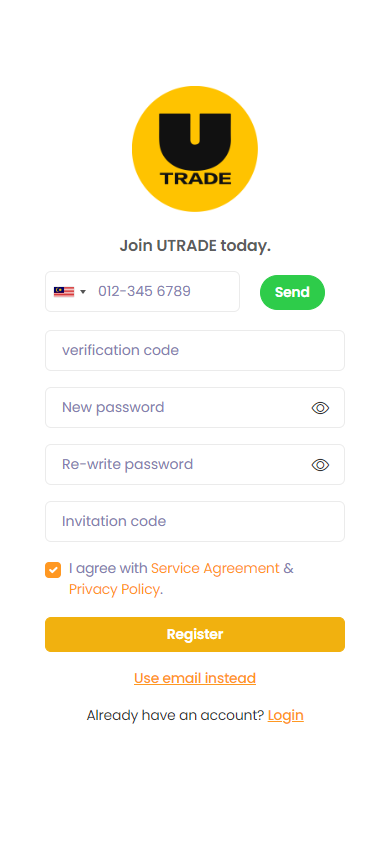 U
TRADE
Join UTRADE today.
012-345 6789
Send
verification code
New password
Re-write password
Invitation code
I agree with Service Agreement &
Privacy Policy.
Register
Use email instead
Already have an account? Login